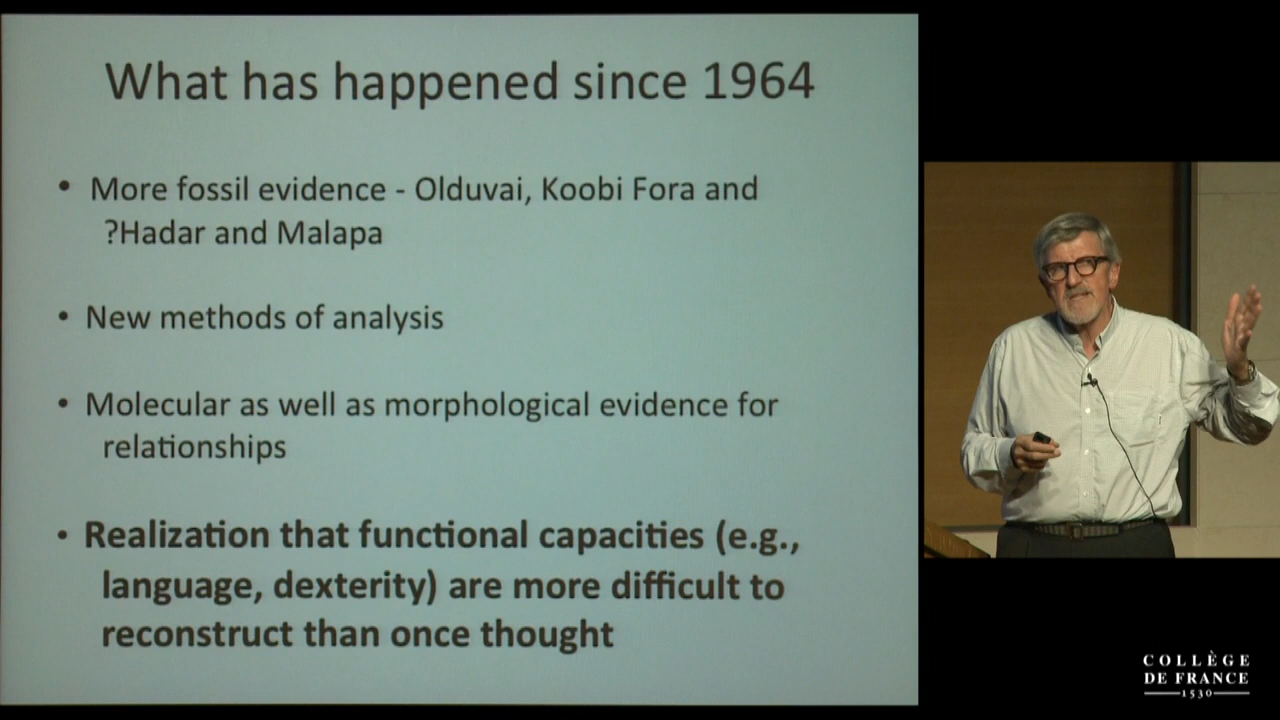 What has happened since 1964
• More fossil evidence - Olduvai, Koobi Fora and
?Hadar and Malapa
• New methods of analysis
• Molecular as well as morphological evidence for
relationships
• Realization that functional capacities (e.g.,
language, dexterity) are more difficult to
reconstruct than once thought
COLLÈGE
DE FRANCE
1530